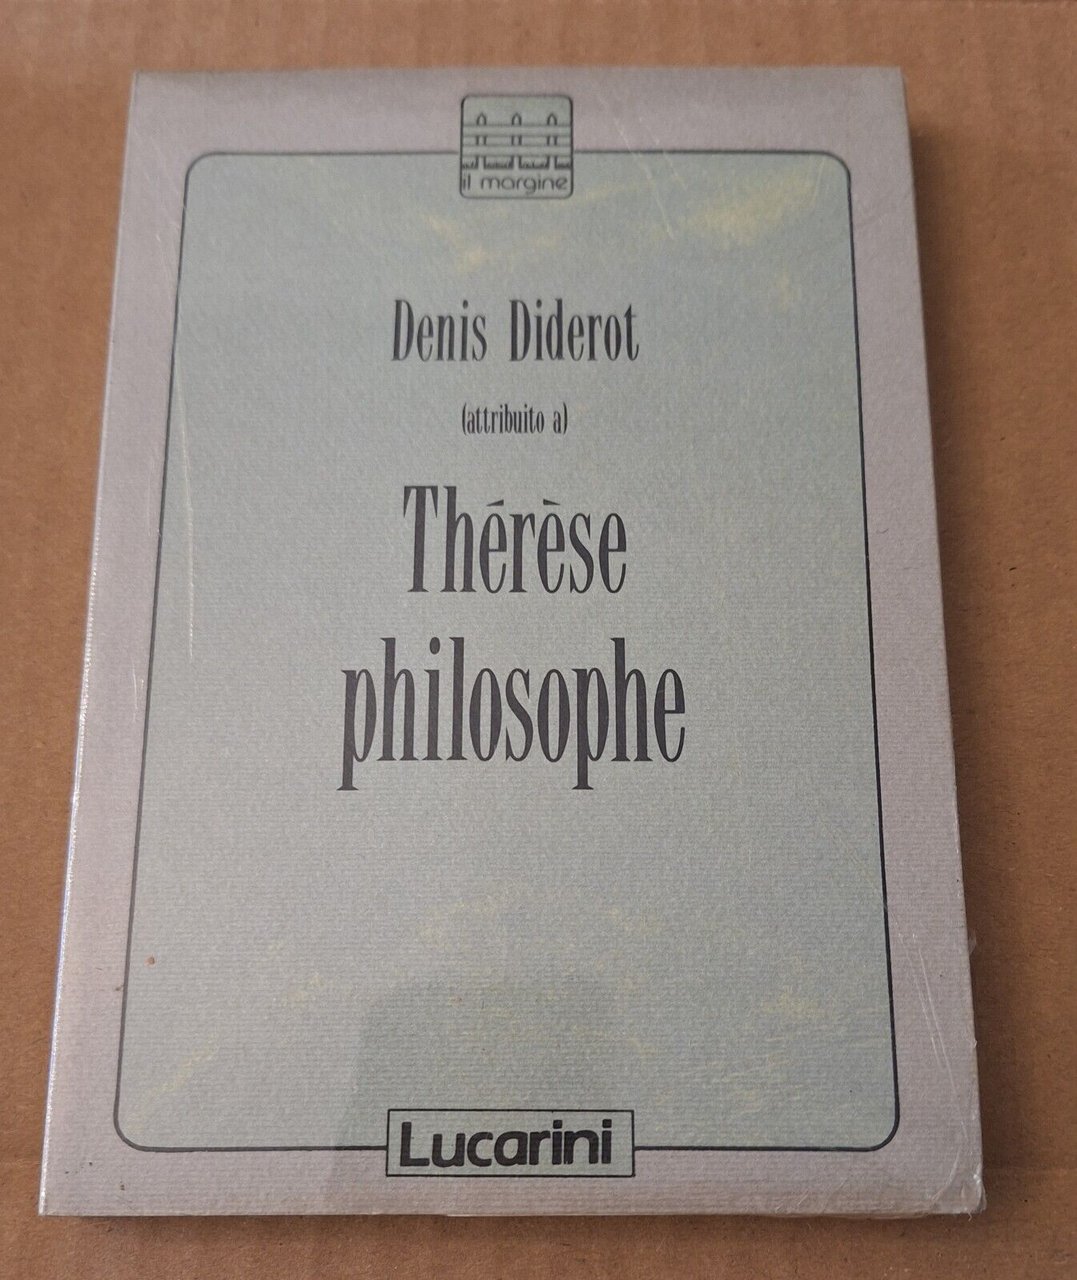 il margine
Denis Diderot
(attribuito a)
Thérèse
philosophe
Lucarini